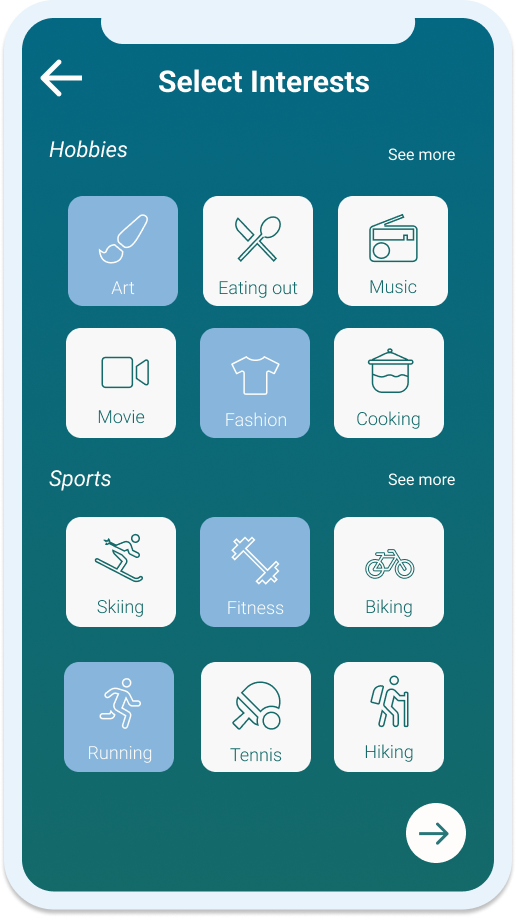 Select Interests
Hobbies
See more
Art
Eating out
Music
Movie
Fashion
Cooking
Sports
See more
Skiing
Fitness
Biking
Running
Tennis
Hiking